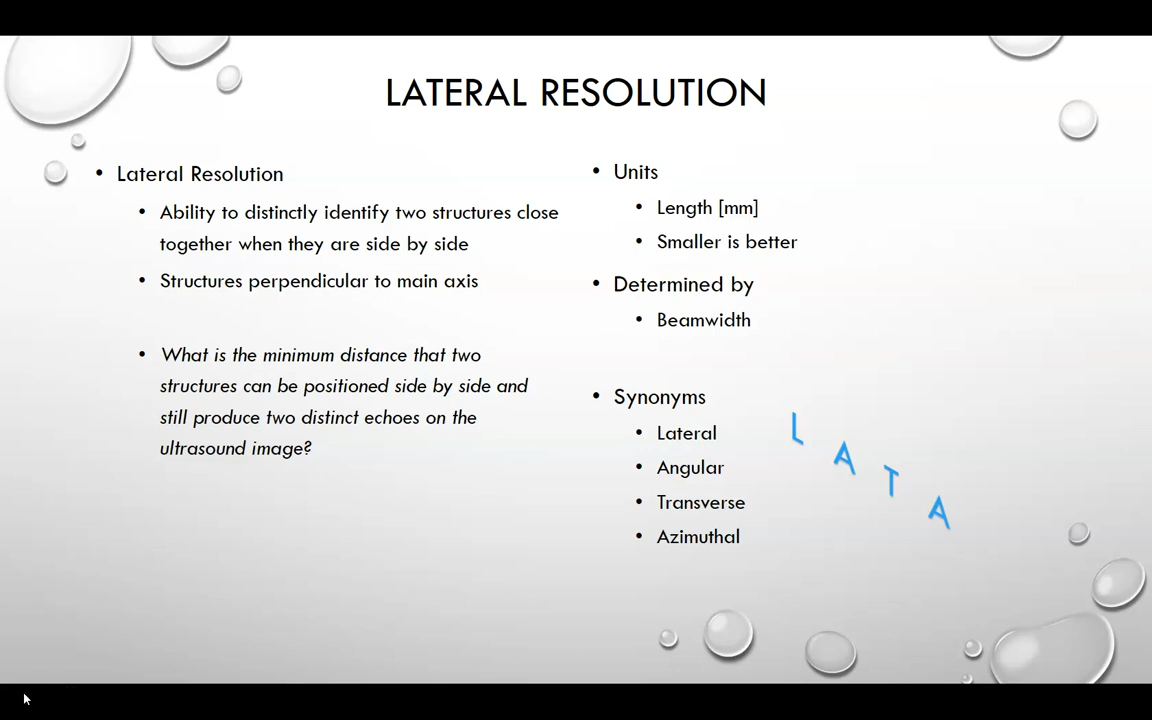 LATERAL RESOLUTION
• Lateral Resolution
• Ability to distinctly identify two structures close
together when they are side by side
• Structures perpendicular to main axis
• What is the minimum distance that two
structures can be positioned side by side and
still produce two distinct echoes on the
ultrasound image?
• Units
• Length [mm]
• Smaller is better
• Determined by
• Beamwidth
• Synonyms
• Lateral
• Angular
• Transverse
• Azimuthal
L A T A